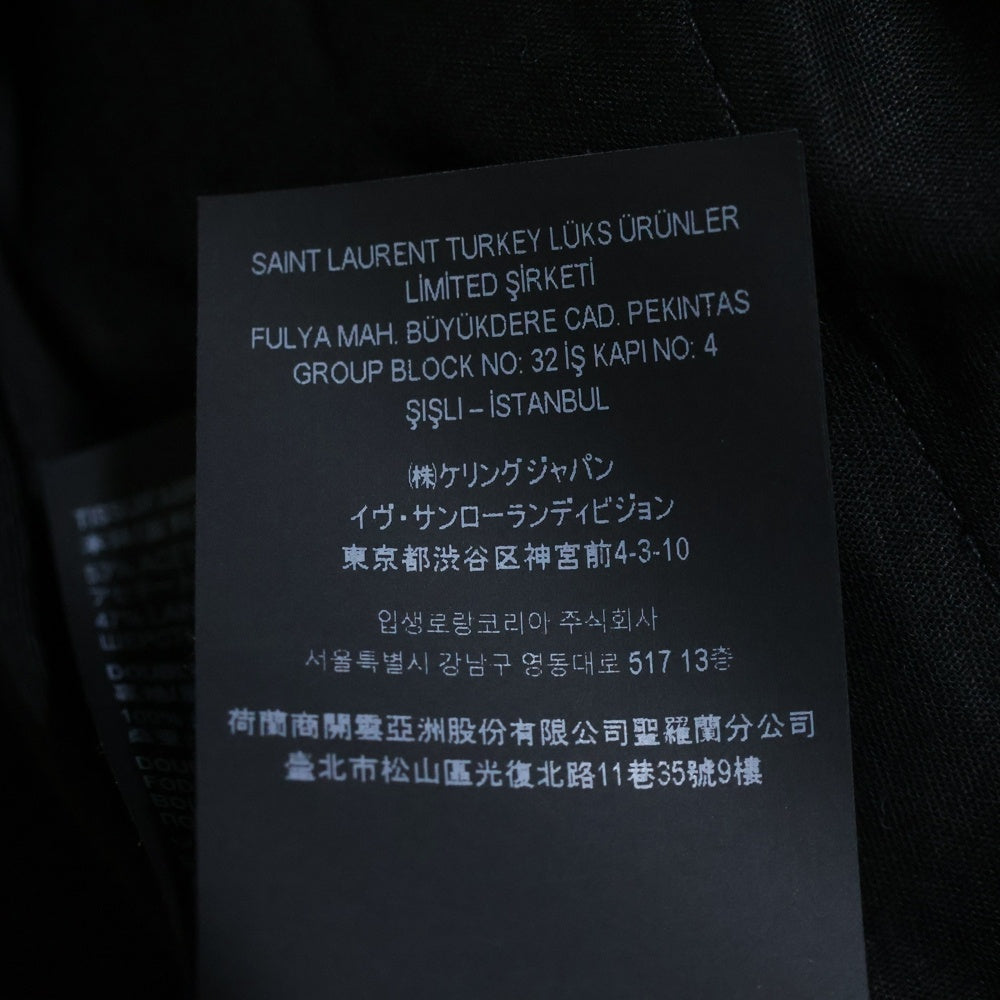 SAINT LAURENT TURKEY LÜKS ÜRÜNLER
LİMİTED ŞİRKETİ
FULYA MAH. BÜYÜKDERE CAD. PEKINTAS
GROUP BLOCK NO: 32 İŞ KAPI NO: 4
ŞIŞLI – İSTANBUL
㈱ケリングジャパン
イヴ・サンローランディビジョン
東京都渋谷区神宮前4-3-10
입생로랑코리아 주식회사
서울특별시 강남구 영동대로 517 13층
荷蘭商開雲亞洲股份有限公司聖羅蘭分公司
臺北市松山區光復北路11巷35號9樓
100%